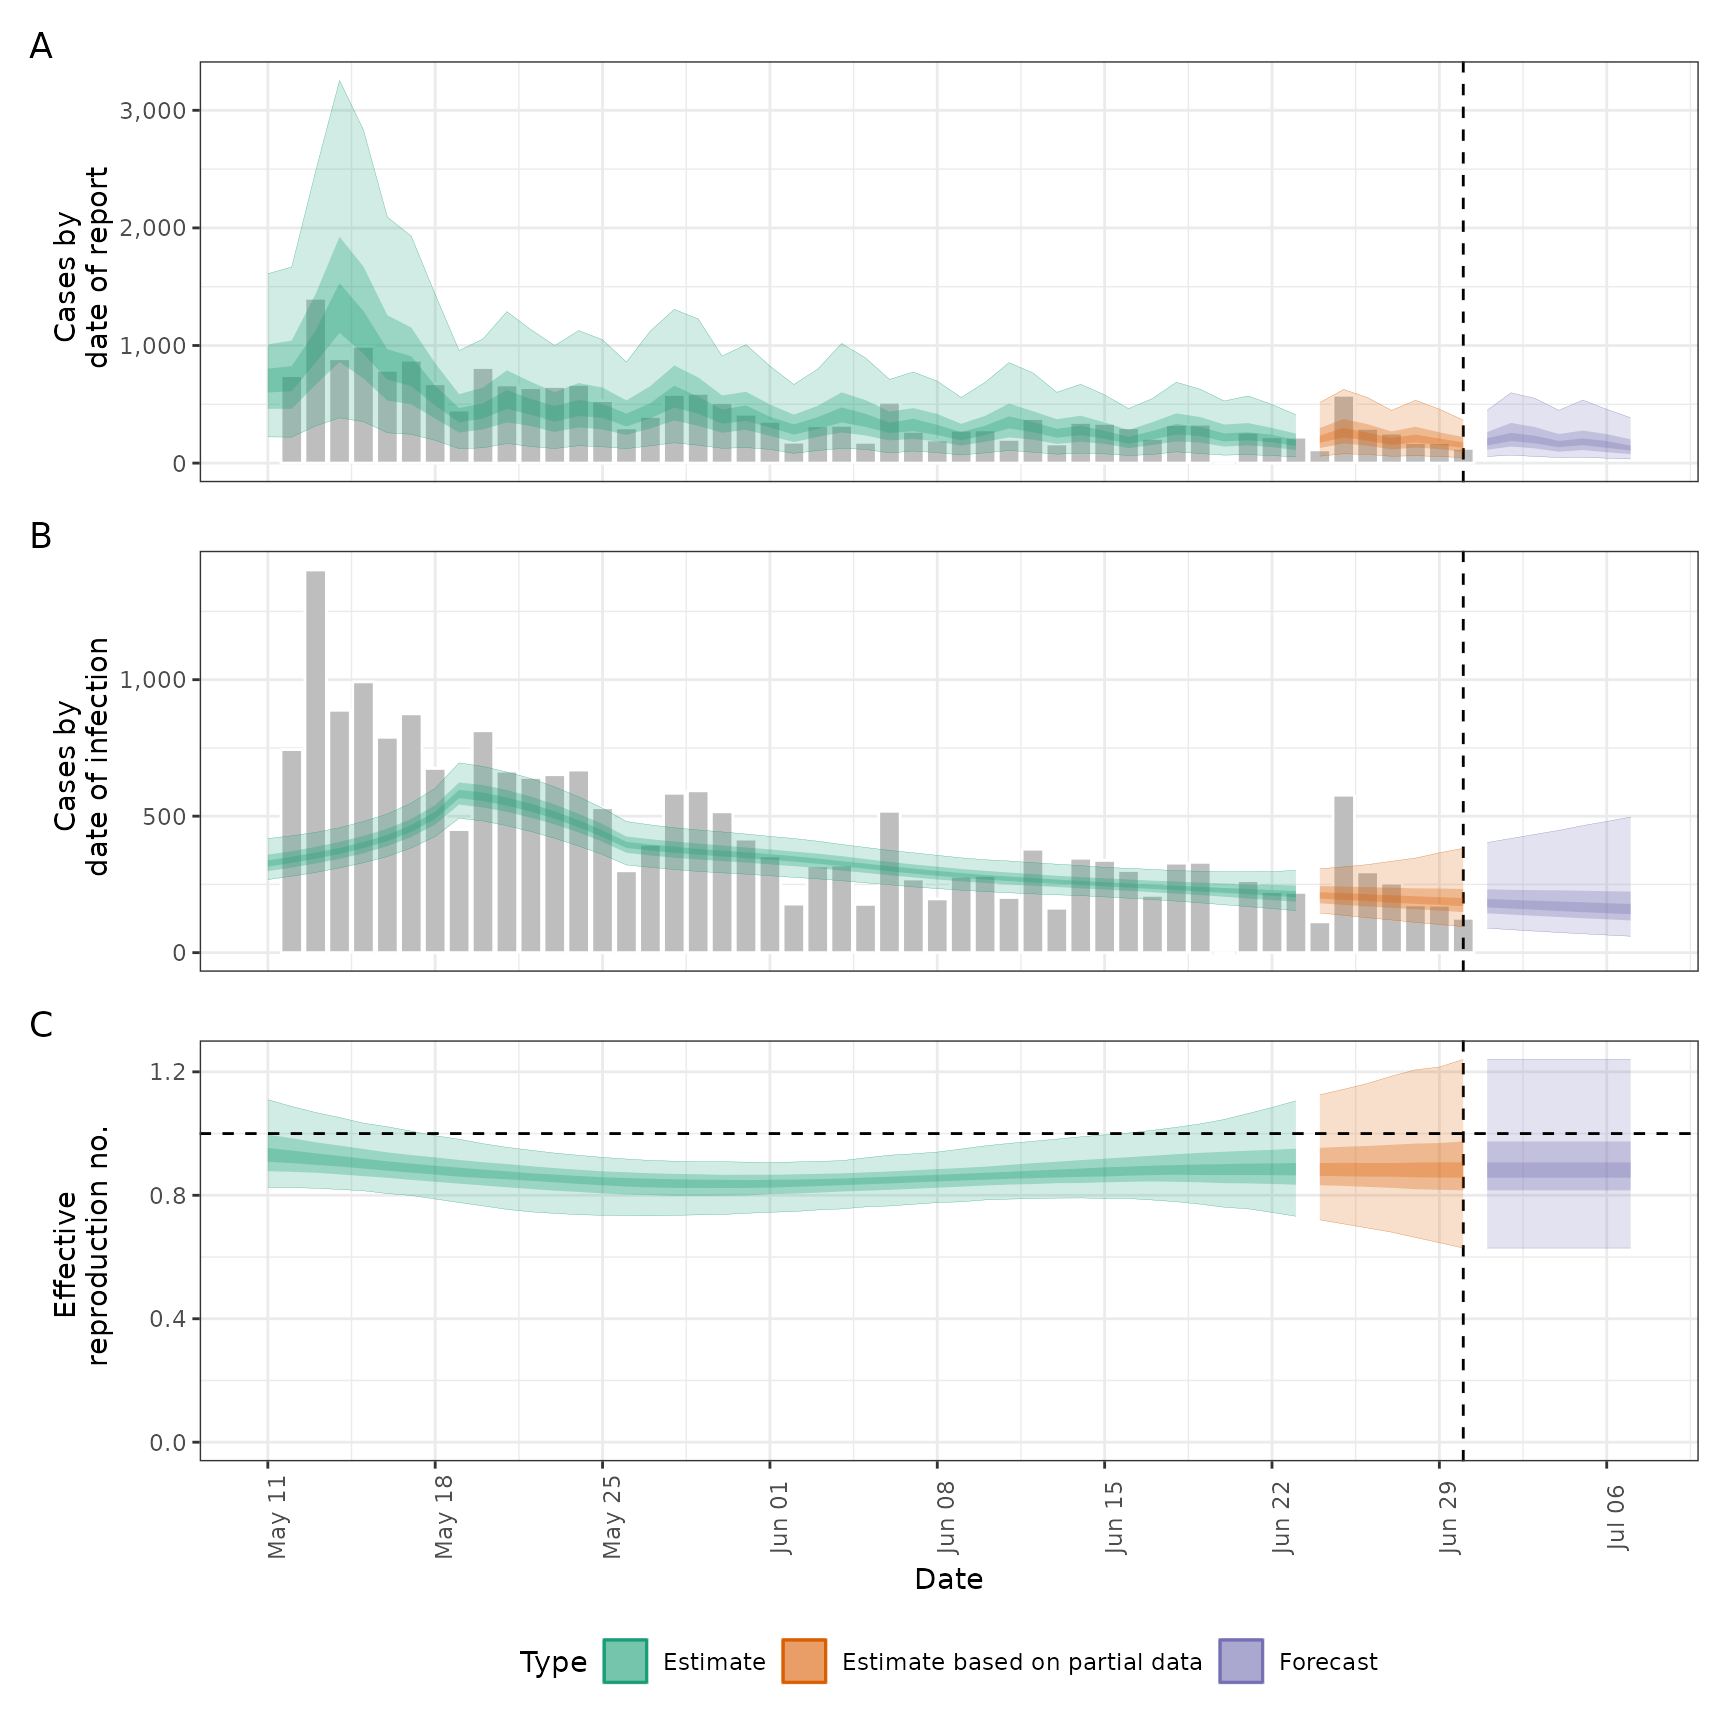 A
3,000
2,000
1,000
0
Cases by
date of report
B
1,000
500
0
Cases by
date of infection
C
1.2
0.8
0.4
0.0
Effective
reproduction no.
May 11
May 18
May 25
Jun 01
Jun 08
Jun 15
Jun 22
Jun 29
Jul 06
Date
Type
Estimate
Estimate based on partial data
Forecast